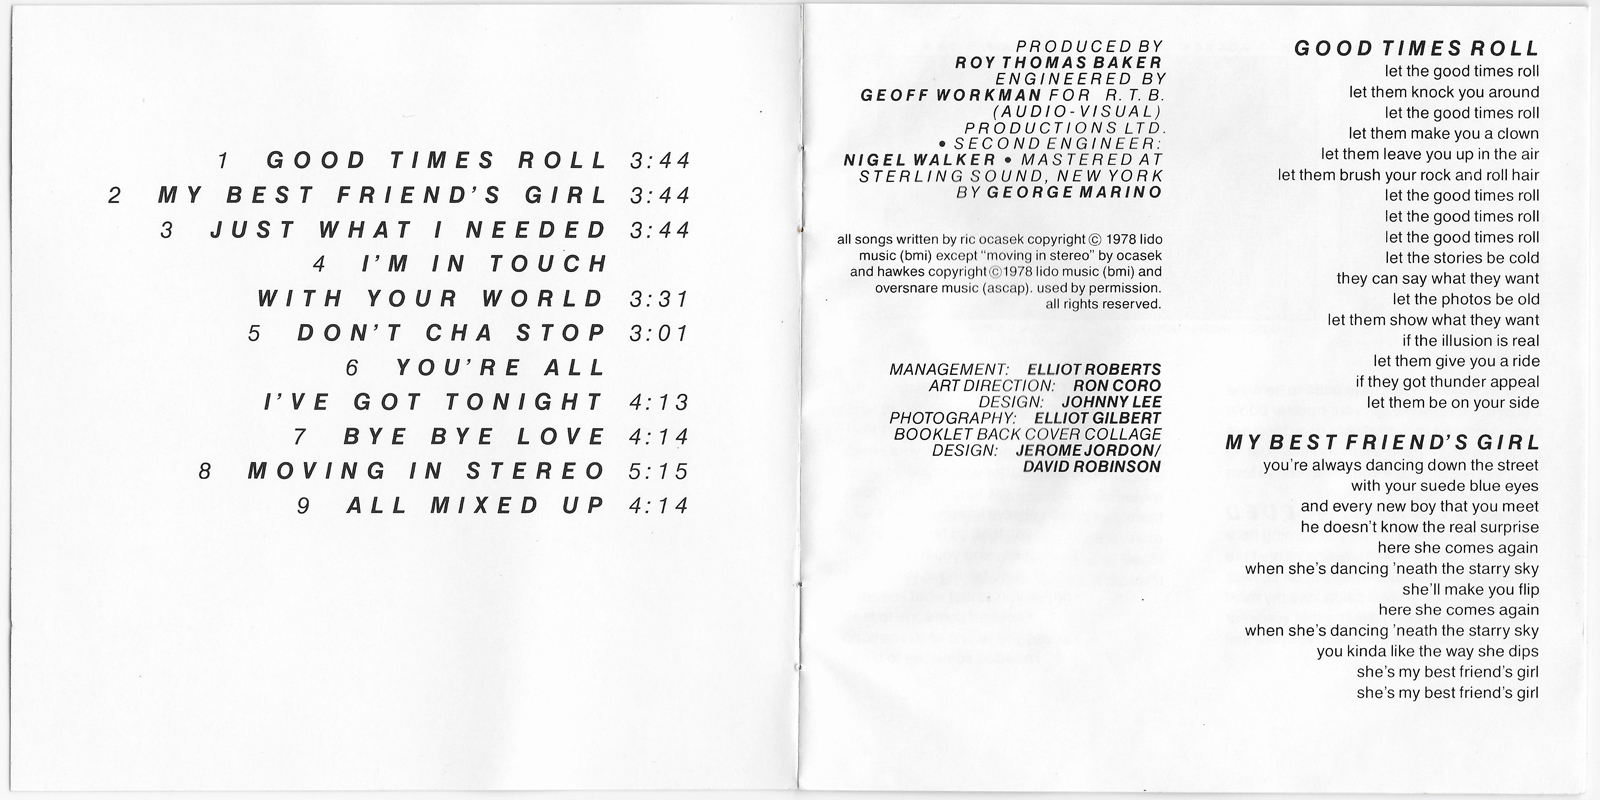 1 GOOD TIMES ROLL 3:44
2 MY BEST FRIEND'S GIRL 3:44
3 JUST WHAT I NEEDED 3:44
4 I'M IN TOUCH
WITH YOUR WORLD 3:31
5 DON'T CHA STOP 3:01
6 YOU'RE ALL
I'VE GOT TONIGHT 4:13
7 BYE BYE LOVE 4:14
8 MOVING IN STEREO 5:15
9 ALL MIXED UP 4:14
PRODUCED BY
ROY THOMAS BAKER
ENGINEERED BY
GEOFF WORKMAN FOR R.T.B.
(AUDIO-VISUAL)
PRODUCTIONS LTD.
• SECOND ENGINEER:
NIGEL WALKER • MASTERED AT
STERLING SOUND, NEW YORK
BY GEORGE MARINO
all songs written by ric ocasek copyright © 1978 lido
music (bmi) except "moving in stereo" by ocasek
and hawkes copyright © 1978 lido music (bmi) and
oversnare music (ascap). used by permission.
all rights reserved.
MANAGEMENT: ELLIOT ROBERTS
ART DIRECTION: RON CORO
DESIGN: JOHNNY LEE
PHOTOGRAPHY: ELLIOT GILBERT
BOOKLET BACK COVER COLLAGE
DESIGN: JEROME JORDON/
DAVID ROBINSON
GOOD TIMES ROLL
let the good times roll
let them knock you around
let the good times roll
let them make you a clown
let them leave you up in the air
let them brush your rock and roll hair
let the good times roll
let the good times roll
let the good times roll
let the stories be cold
they can say what they want
let the photos be old
let them show what they want
if the illusion is real
let them give you a ride
if they got thunder appeal
let them be on your side
MY BEST FRIEND'S GIRL
you're always dancing down the street
with your suede blue eyes
and every new boy that you meet
he doesn't know the real surprise
here she comes again
when she's dancing 'neath the starry sky
she'll make you flip
here she comes again
when she's dancing 'neath the starry sky
you kinda like the way she dips
she's my best friend's girl
she's my best friend's girl